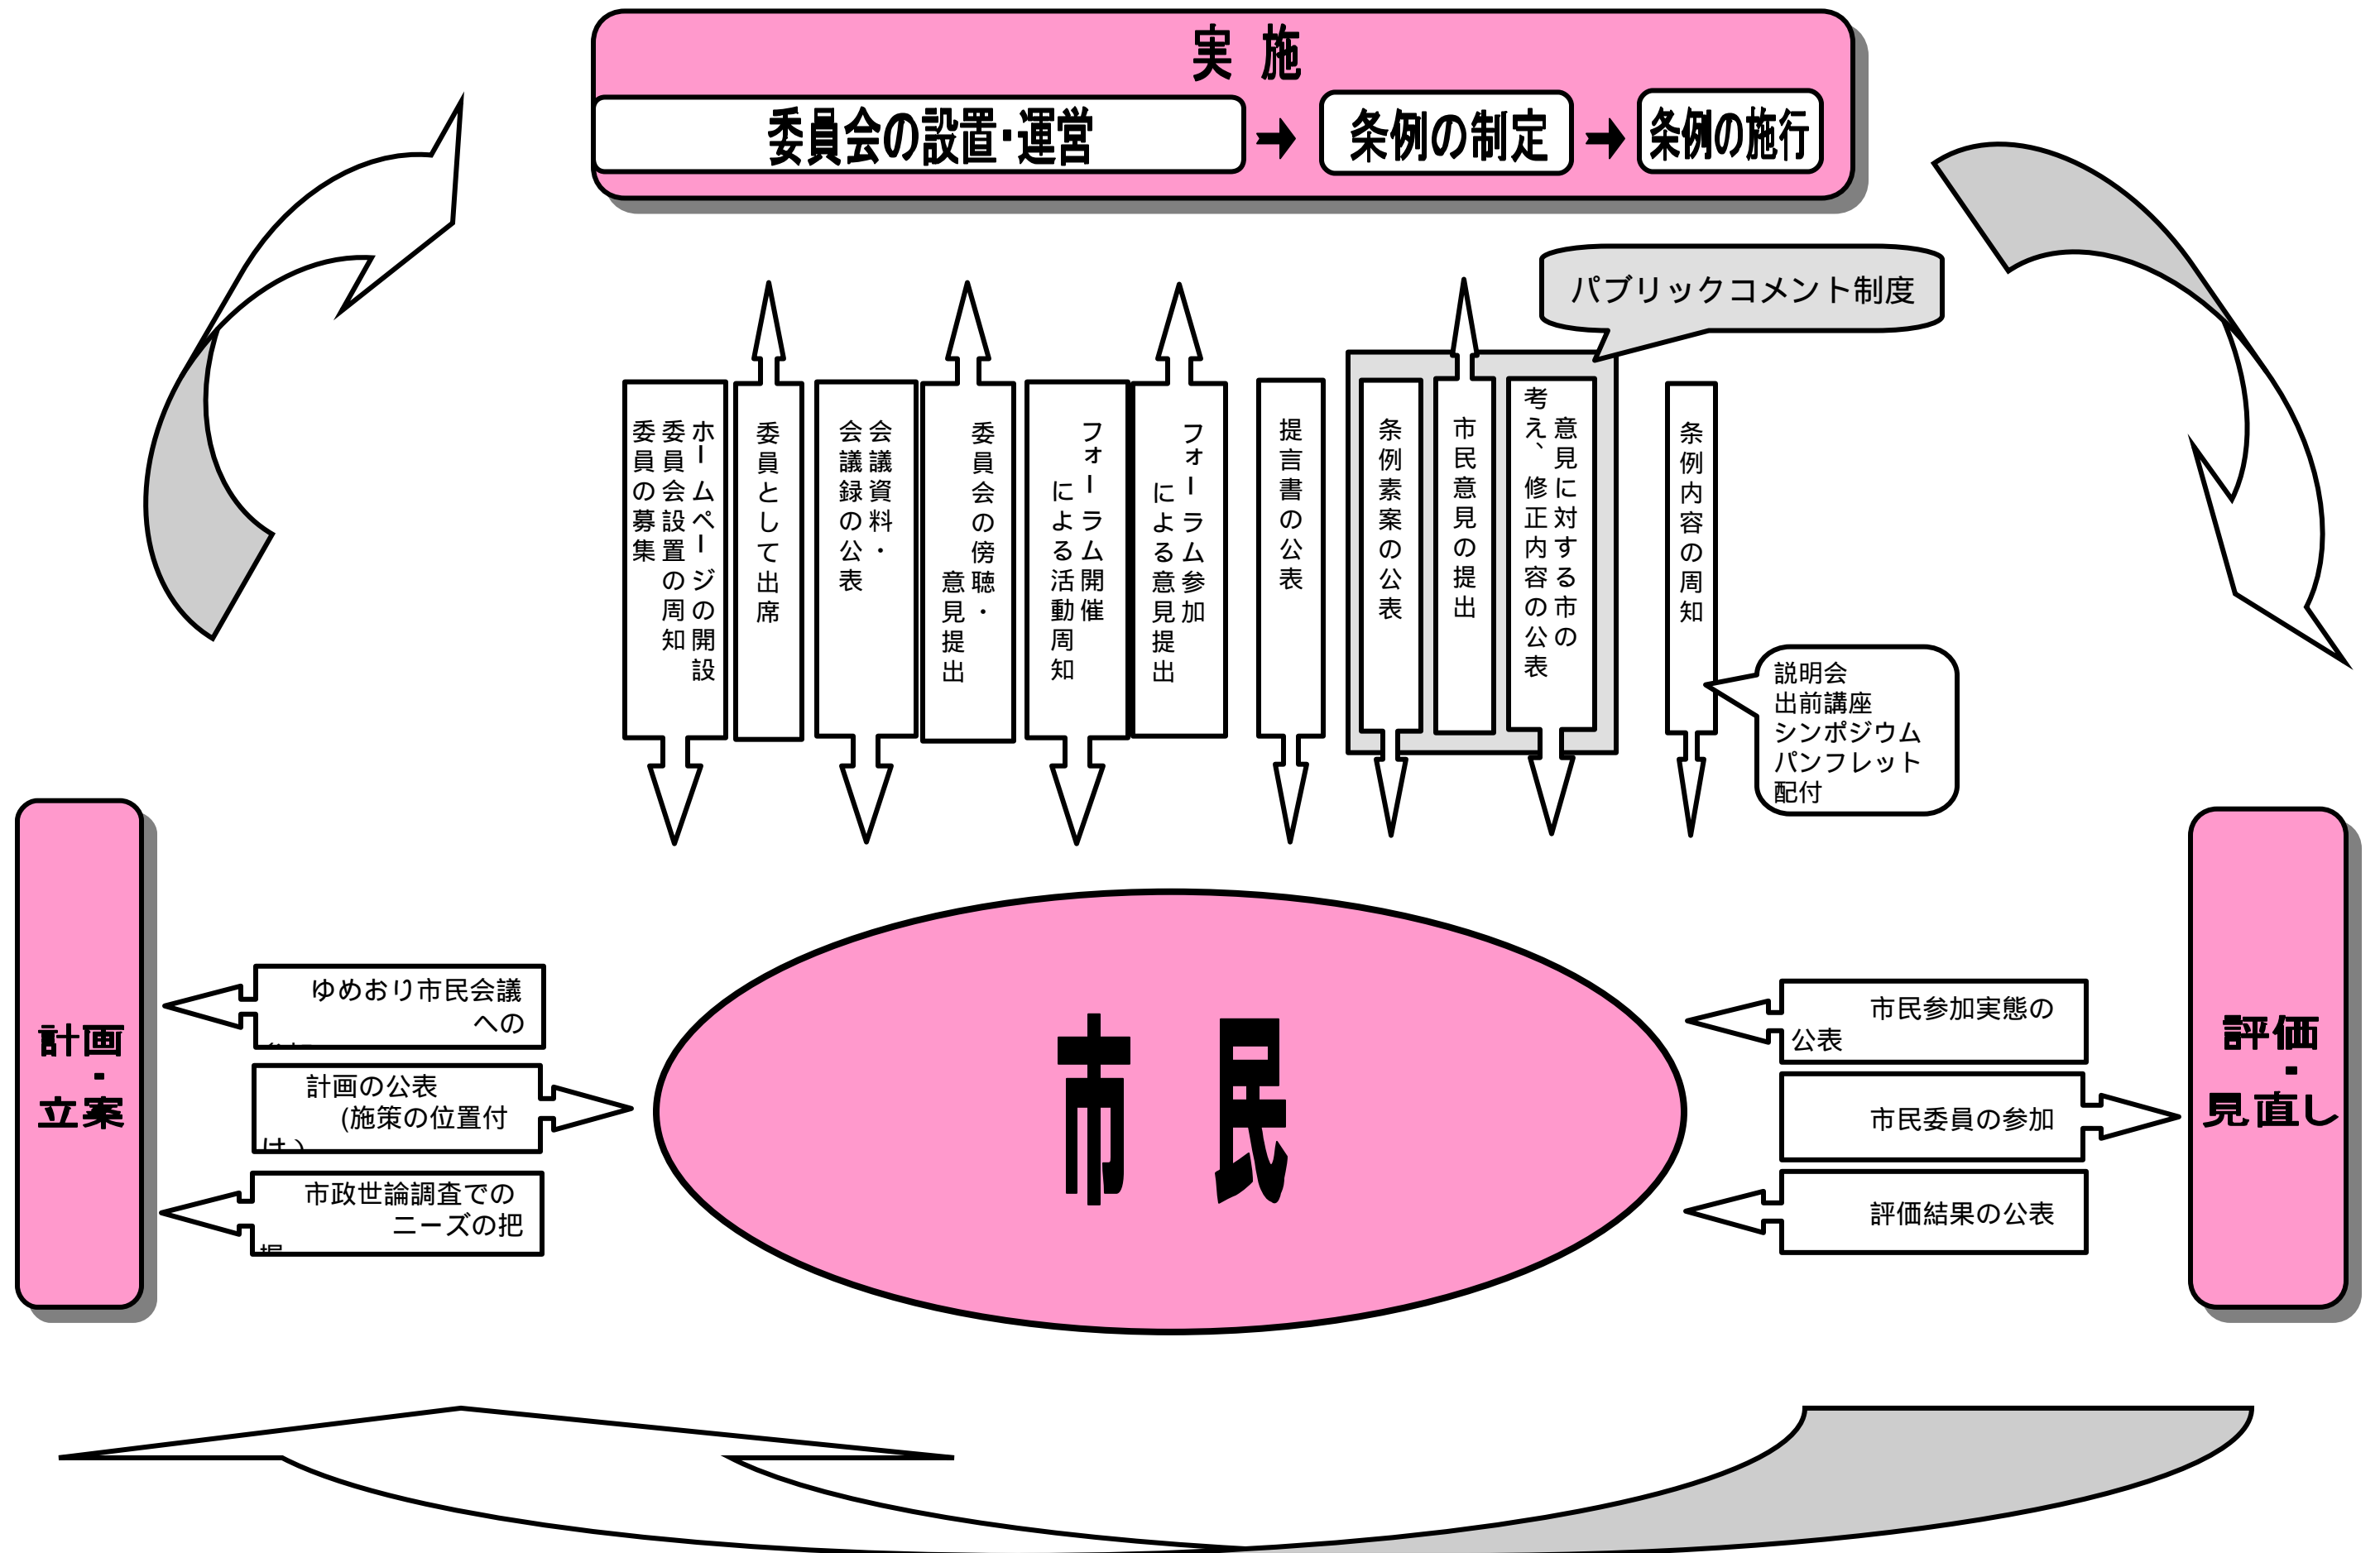 実 施
委員会の設置・運営
条例の制定
条例の施行
パブリックコメント制度
ホームページの開設
委員会設置の周知
委員の募集
委員として出席
会議資料・
会議録の公表
委員会の傍聴・
意見提出
フォーラム開催
による活動周知
フォーラム参加
による意見提出
提言書の公表
条例素案の公表
市民意見の提出
意見に対する市の
考え、修正内容の公表
条例内容の周知
説明会
出前講座
シンポジウム
パンフレット
配付
計画
・
立案
ゆめおり市民会議
への
計画の公表
(施策の位置付
け)
市政世論調査での
ニーズの把
市 民
市民参加実態の
公表
市民委員の参加
評価結果の公表
評価
・
見直し